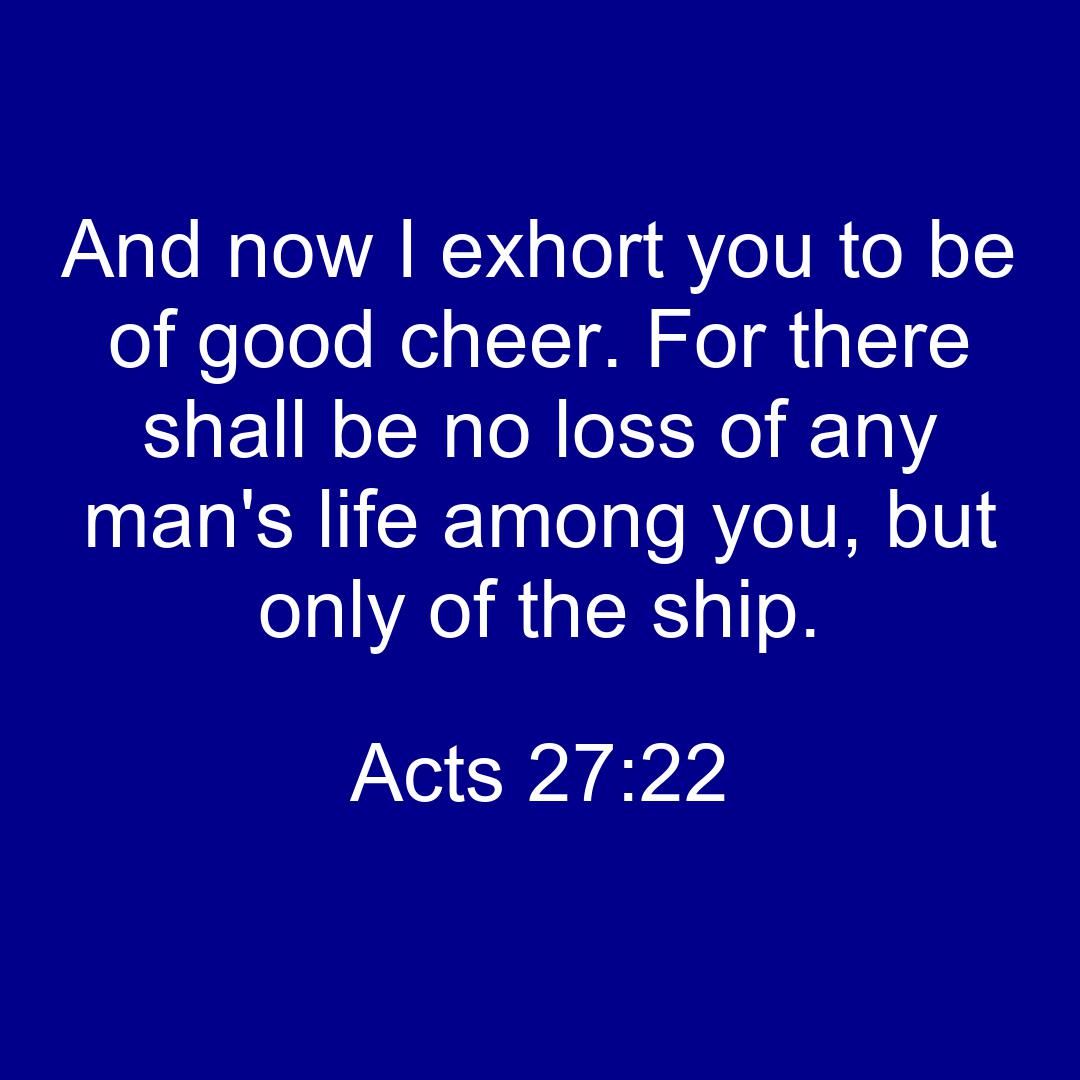 And now I exhort you to be
of good cheer. For there
shall be no loss of any
man's life among you, but
only of the ship.
Acts 27:22